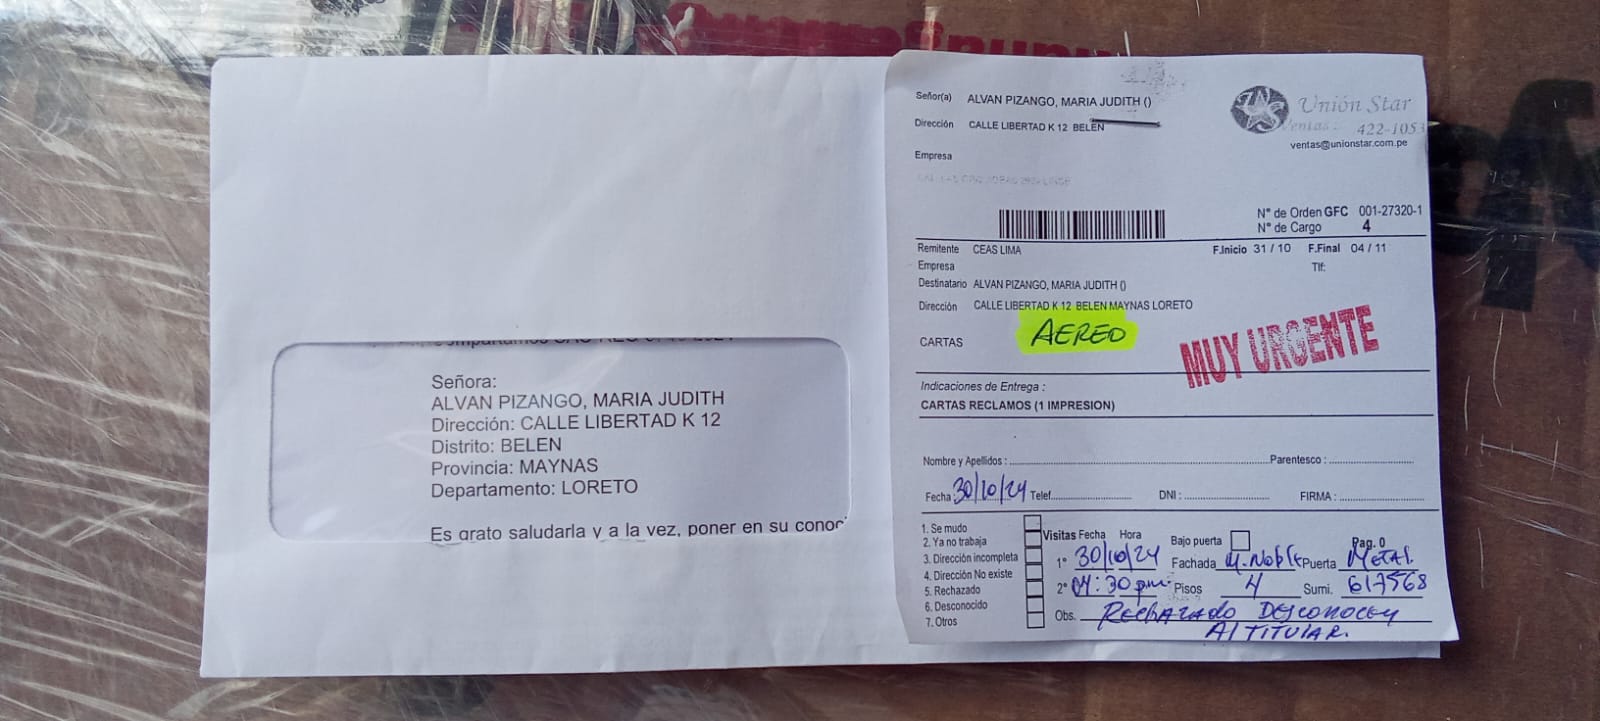 Señora:
ALVAN PIZANGO, MARIA JUDITH
Dirección: CALLE LIBERTAD K 12
Distrito: BELEN
Provincia: MAYNAS
Departamento: LORETO
Es grato saludarla y a la vez, poner en su conoc
Señor(a) ALVAN PIZANGO, MARIA JUDITH ()
Dirección CALLE LIBERTAD K 12 BELEN
Empresa
Unión Star
Ventas : 422-1053
ventas@unionstar.com.pe
N° de Orden GFC 001-27320-1
N° de Cargo 4
Remitente CEAS LIMA F.Inicio 31 / 10 F.Final 04 / 11
Empresa Tlf:
Destinatario ALVAN PIZANGO, MARIA JUDITH ()
Dirección CALLE LIBERTAD K 12 BELEN MAYNAS LORETO
CARTAS AEREO MUY URGENTE
Indicaciones de Entrega :
CARTAS RECLAMOS (1 IMPRESION)
Nombre y Apellidos : Parentesco :
Fecha 30/10/24 Telef. DNI : FIRMA :
1. Se mudo
2. Ya no trabaja
3. Dirección incompleta
4. Dirección No existe
5. Rechazado
6. Desconocido
7. Otros
Visitas Fecha Hora Bajo puerta Pag. 0
1° 30/10/24 Fachada M. Noble Puerta METAL
2° 04:30 pm. Pisos 4 Sumi. 617568
Obs. RECHAZADO DESCONOCEN
AL TITULAR.